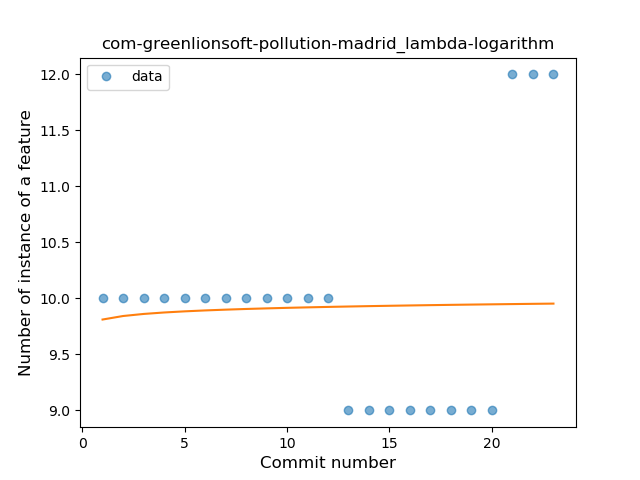 com-greenlionsoft-pollution-madrid_lambda-logarithm
data
Number of instance of a feature
12.0
11.5
11.0
10.5
10.0
9.5
9.0
0 5 10 15 20
Commit number